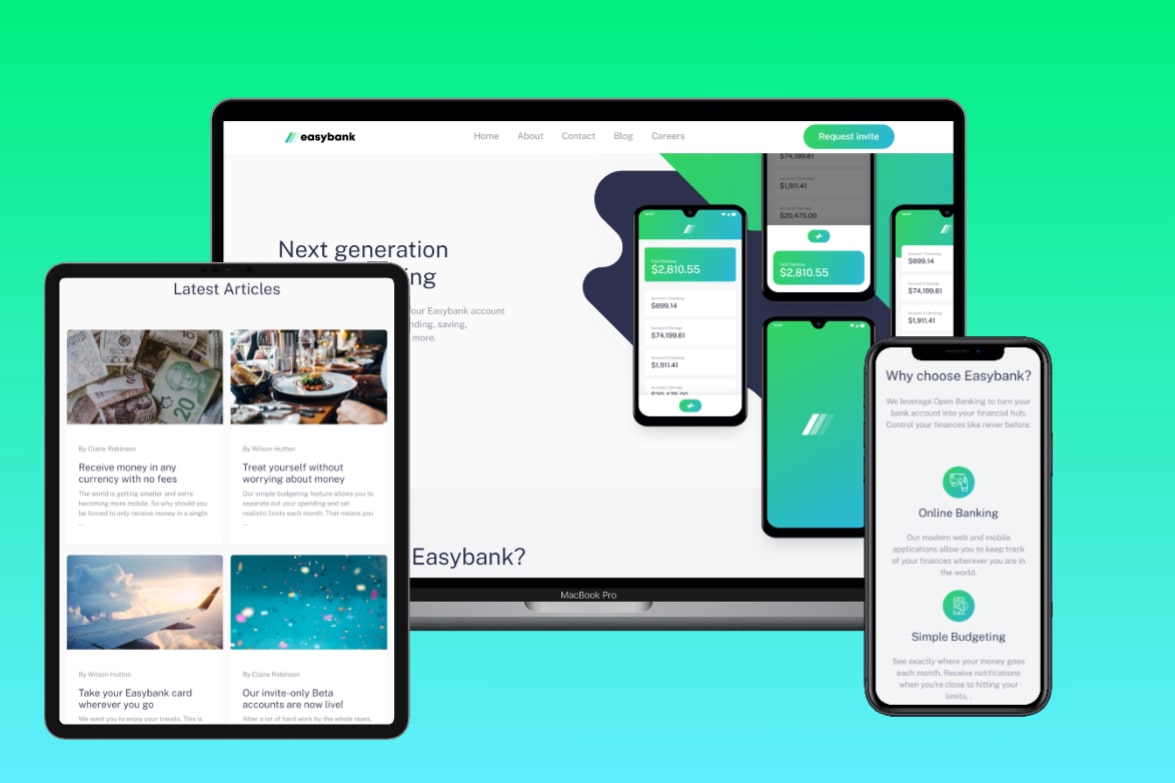 easybank
Home About Contact Blog Careers
Request invite
Next generation
ing
our Easybank account
nding, saving,
more.
$74,199.61
$1,911.41
$20,475.00
$2,810.55
$2,810.55
$899.14
$74,199.61
$1,911.41
$899.14
$74,199.61
$1,911.41
Easybank?
MacBook Pro
Latest Articles
By Claire Robinson
Receive money in any
currency with no fees
The world is getting smaller and we're
becoming more mobile. So why should you
be forced to only receive money in a single
...
By Wilson Hutton
Treat yourself without
worrying about money
Our simple budgeting feature allows you to
separate out your spending and set
realistic limits each month. That means you
...
By Wilson Hutton
Take your Easybank card
wherever you go
We want you to enjoy your travels. This is
By Claire Robinson
Our invite-only Beta
accounts are now live!
After a lot of hard work by the whole team,
Why choose Easybank?
We leverage Open Banking to turn your
bank account into your financial hub.
Control your finances like never before.
Online Banking
Our modern web and mobile
applications allow you to keep track
of your finances wherever you are in
the world.
Simple Budgeting
See exactly where your money goes
each month. Receive notifications
when you're close to hitting your
limits. .